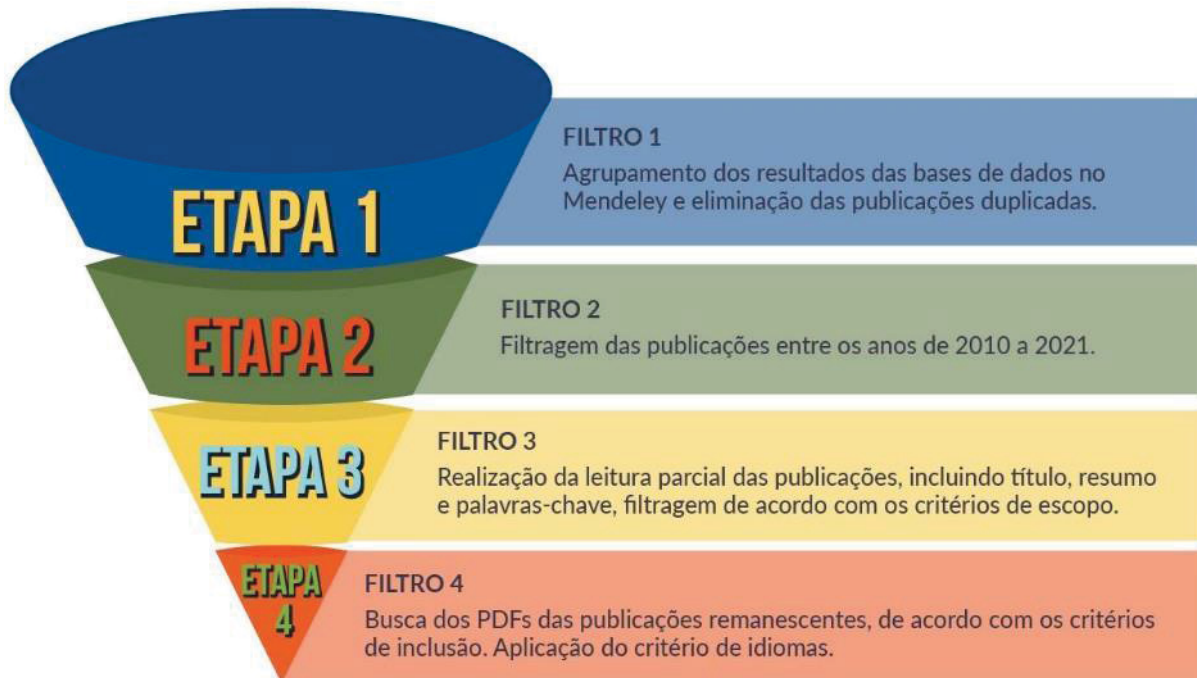 ETAPA 1
FILTRO 1
Agrupamento dos resultados das bases de dados no
Mendeley e eliminação das publicações duplicadas.
ETAPA 2
FILTRO 2
Filtragem das publicações entre os anos de 2010 a 2021.
ETAPA 3
FILTRO 3
Realização da leitura parcial das publicações, incluindo título, resumo
e palavras-chave, filtragem de acordo com os critérios de escopo.
ETAPA
4
FILTRO 4
Busca dos PDFs das publicações remanescentes, de acordo com os critérios
de inclusão. Aplicação do critério de idiomas.